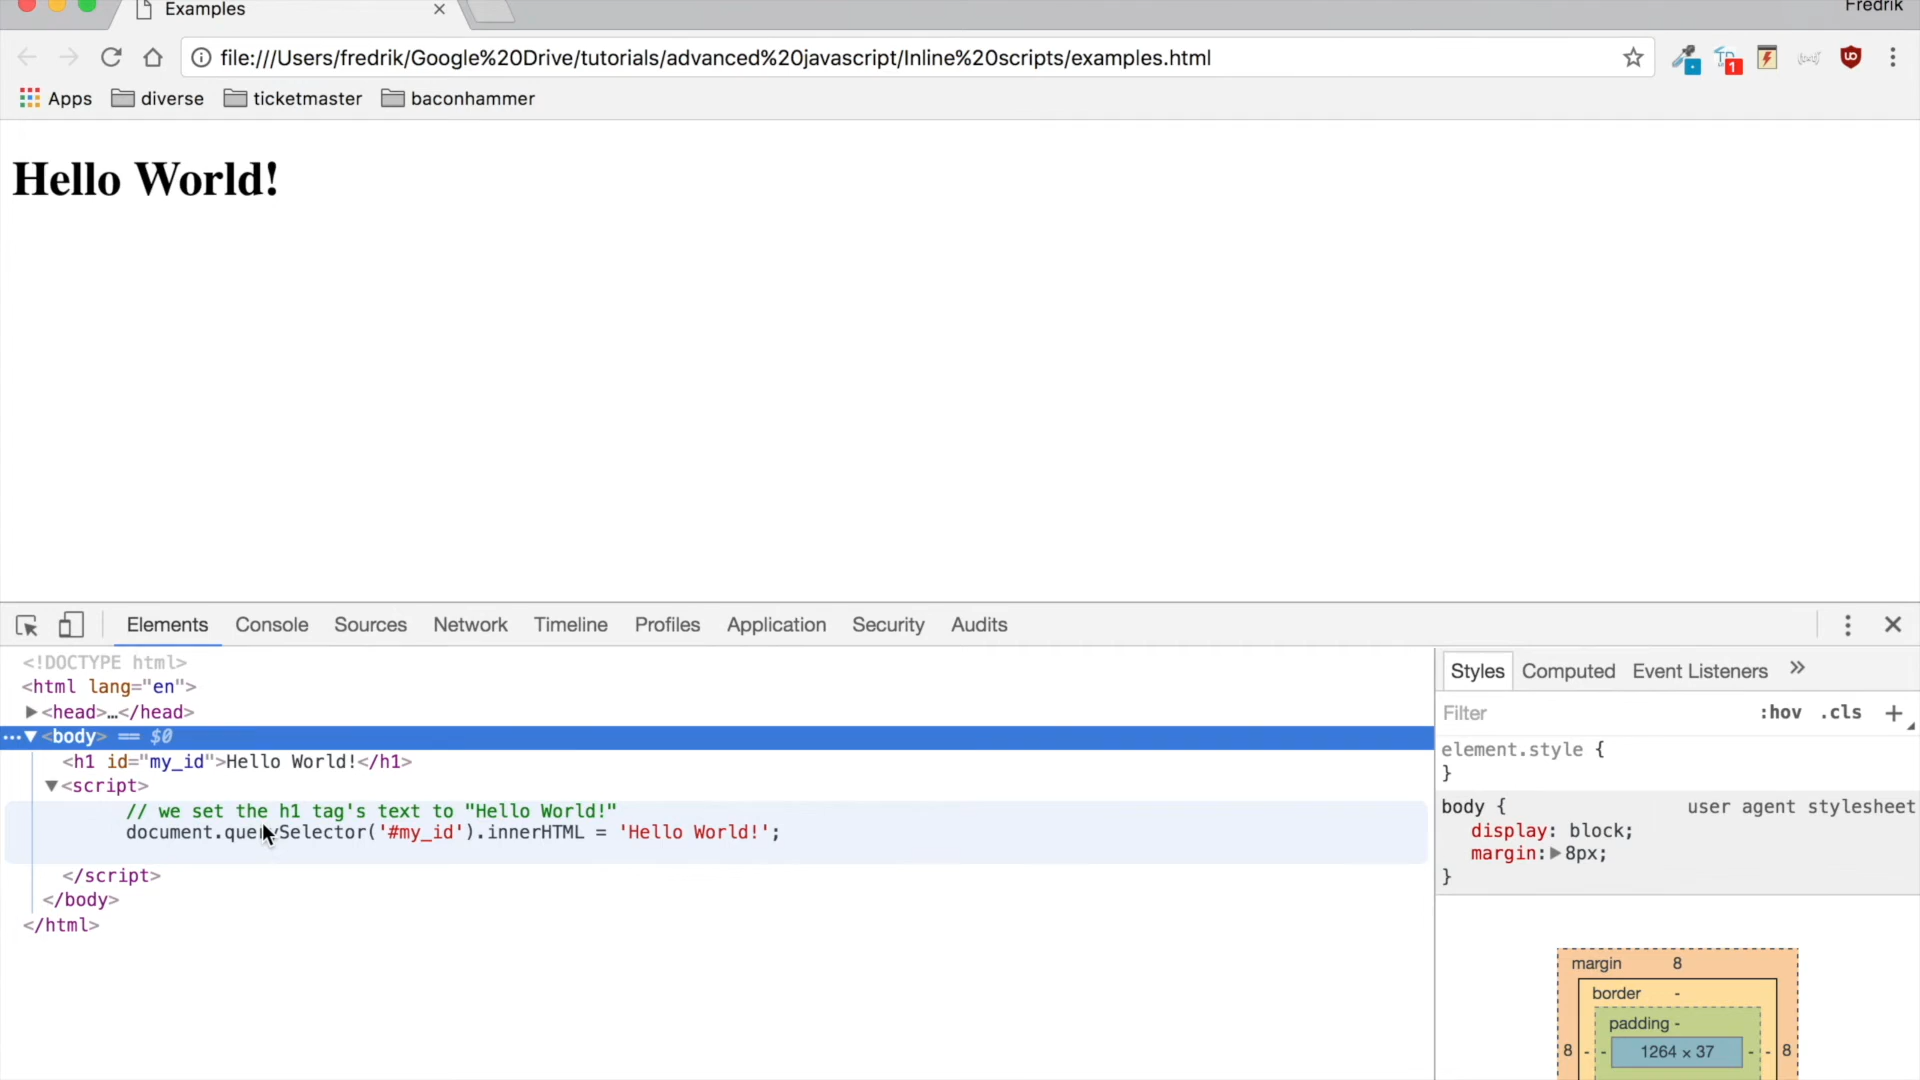 Examples
Fredrik
file:///Users/fredrik/Google%20Drive/tutorials/advanced%20javascript/Inline%20scripts/examples.html
1
Apps diverse ticketmaster baconhammer
Hello World!
Elements Console Sources Network Timeline Profiles Application Security Audits
<!DOCTYPE html>
<html lang="en">
<head>…</head>
<body> == $0
<h1 id="my_id">Hello World!</h1>
<script>
// we set the h1 tag's text to "Hello World!"
document.querySelector('#my_id').innerHTML = 'Hello World!';
</script>
</body>
</html>
Styles Computed Event Listeners »
Filter :hov .cls +
element.style {
}
body { user agent stylesheet
display: block;
margin: 8px;
}
margin 8
border -
padding -
8 - - 1264 × 37 - - 8